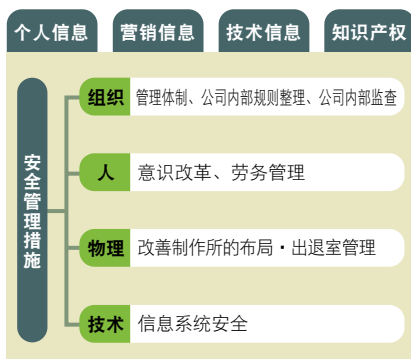 个人信息 营销信息 技术信息 知识产权
安全管理措施
组织 管理体制、公司内部规则整理、公司内部监查
人 意识改革、劳务管理
物理 改善制作所的布局・出退室管理
技术 信息系统安全